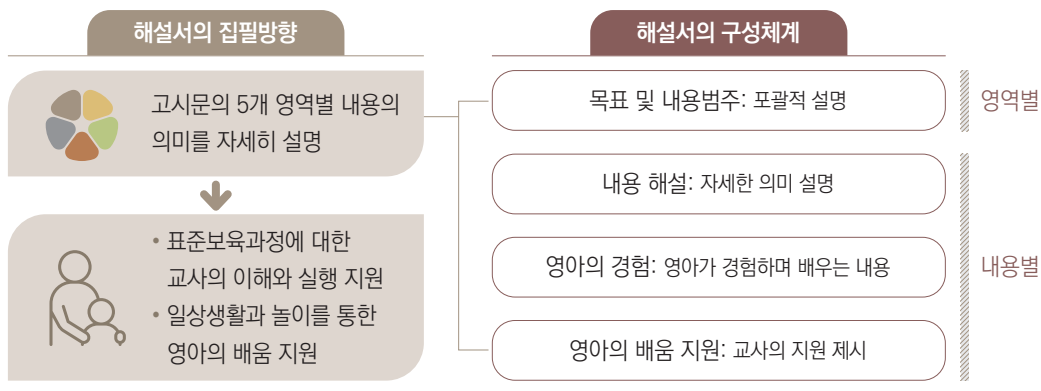 해설서의 집필방향
고시문의 5개 영역별 내용의
의미를 자세히 설명
• 표준보육과정에 대한
교사의 이해와 실행 지원
• 일상생활과 놀이를 통한
영아의 배움 지원
해설서의 구성체계
목표 및 내용범주: 포괄적 설명
영역별
내용 해설: 자세한 의미 설명
영아의 경험: 영아가 경험하며 배우는 내용
내용별
영아의 배움 지원: 교사의 지원 제시